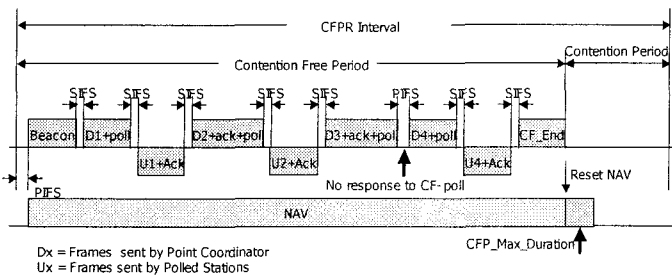 CFPR Interval
Contention Free Period
Contention Period
SIFS SIFS SIFS SIFS SIFS PIFS SIFS SIFS
Beacon D1+poll D2+ack+pol D3+ack+pol D4+poll CF_End
U1+Ack U2+Ack U4+Ack
No response to CF-poll
Reset NAV
PIFS
NAV
CFP_Max_Duration
Dx = Frames sent by Point Coordinator
Ux = Frames sent by Polled Stations